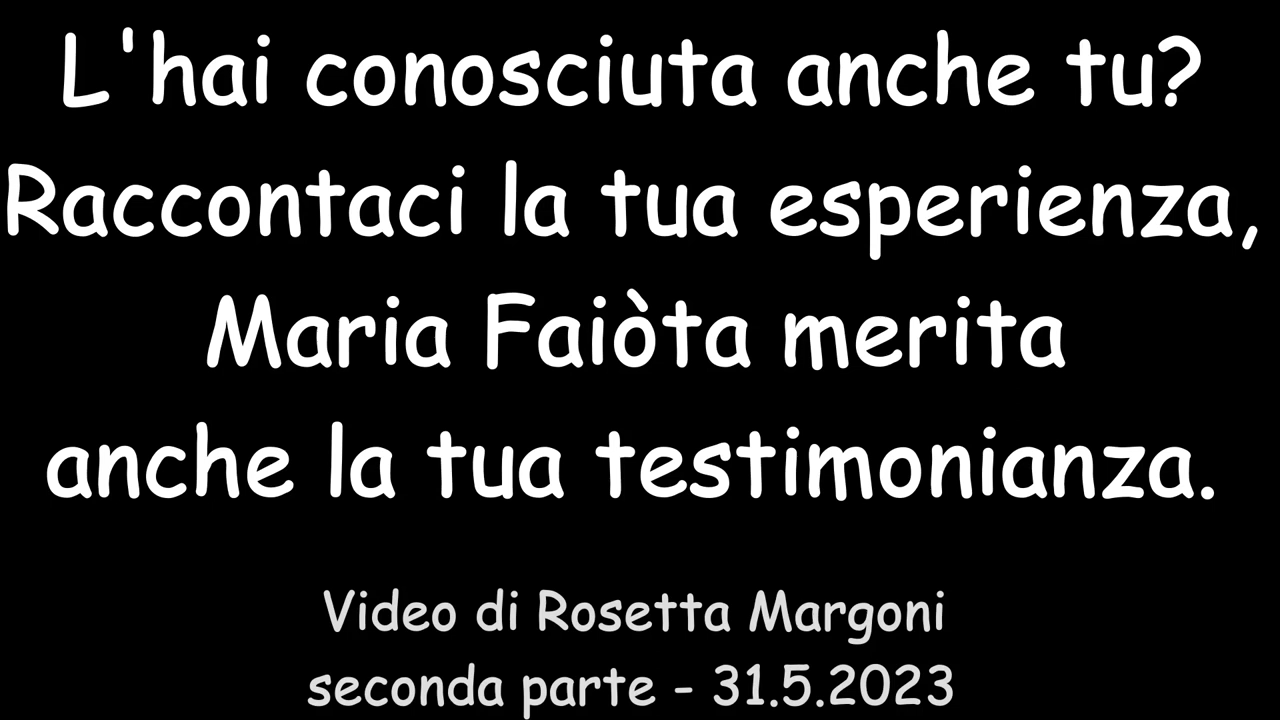 L'hai conosciuta anche tu?
Raccontaci la tua esperienza,
Maria Faiòta merita
anche la tua testimonianza.
Video di Rosetta Margoni
seconda parte - 31.5.2023